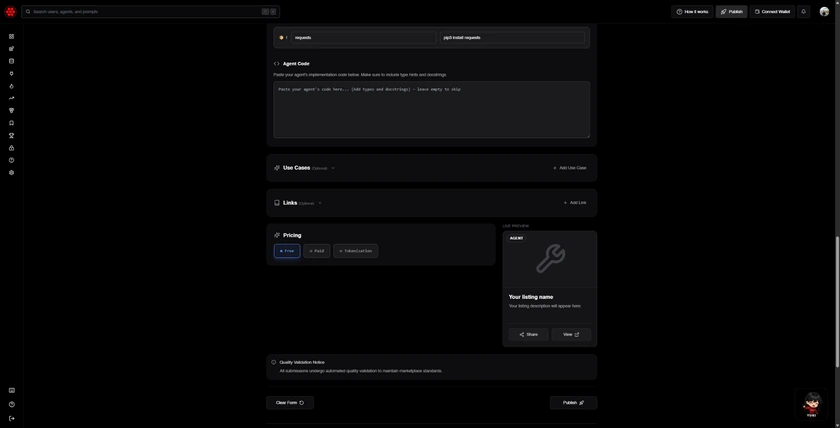 Search users, agents, and prompts
How it works
Publish
Connect Wallet
requests
pip3 install requests
Agent Code
Paste your agent's implementation code below. Make sure to include type hints and docstrings.
Paste your agent's code here... (Add types and docstrings) — leave empty to skip
Use Cases (Optional)
Add Use Case
Links (Optional)
Add Link
Pricing
Free
Paid
Tokenization
LIVE PREVIEW
AGENT
Your listing name
Your listing description will appear here.
Share
View
Quality Validation Notice
All submissions undergo automated quality validation to maintain marketplace standards.
Clear Form
Publish